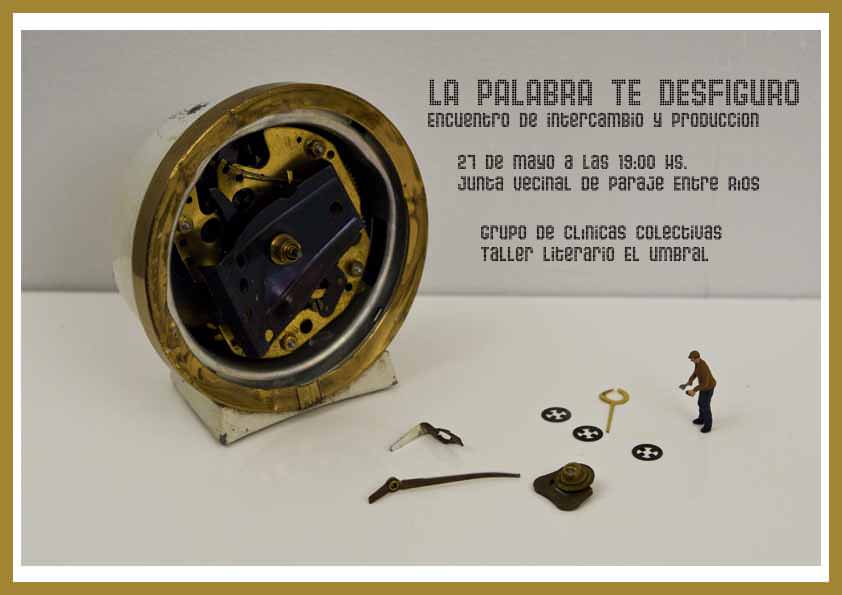 LA PALABRA TE DESFIGURO
Encuentro de intercambio y produccion
27 de mayo a las 19:00 Hs.
Junta vecinal de Paraje Entre Rios
Grupo de Clinicas Colectivas
Taller Literario El Umbral